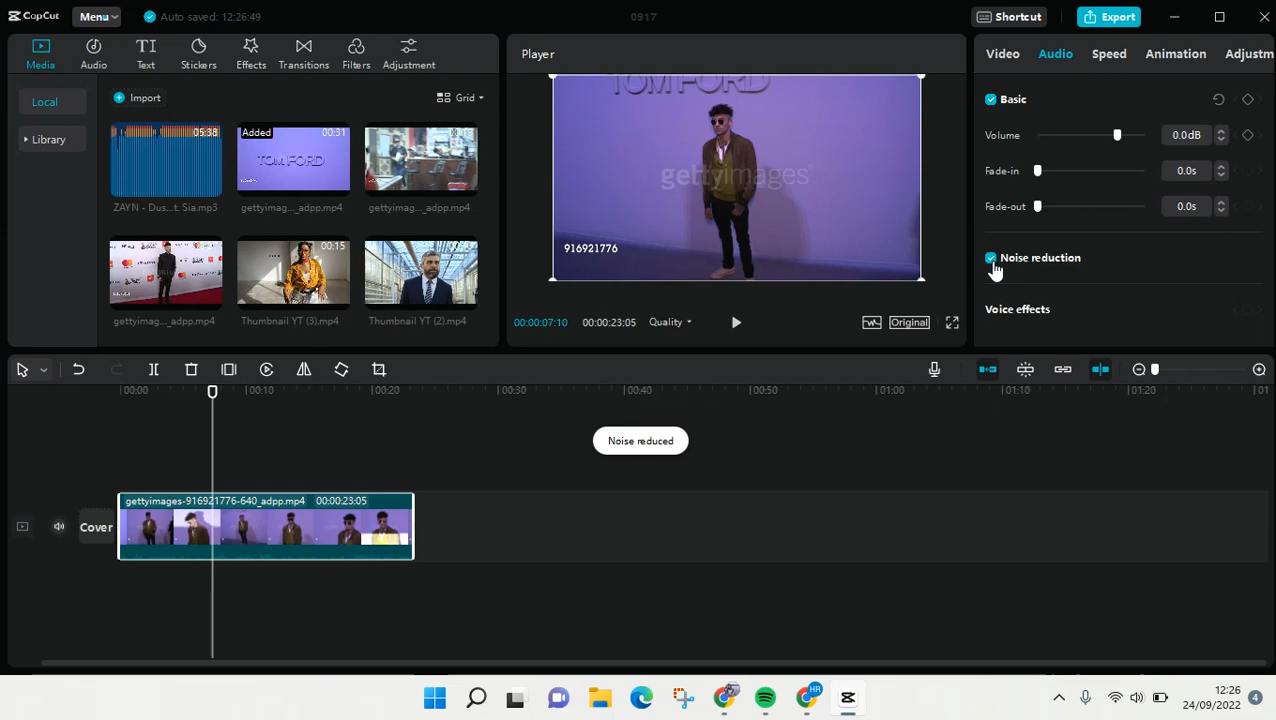 CapCut Menu Auto saved: 12:26:49 0917 Shortcut Export
Media Audio Text Stickers Effects Transitions Filters Adjustment
Local
Library
Import Grid
05:38
ZAYN - Dus...t. Sia.mp3
Added 00:31
TOM FORD
gettyimag..._adpp.mp4
gettyimag..._adpp.mp4
gettyimag..._adpp.mp4
00:15
Thumbnail YT (3).mp4
Thumbnail YT (2).mp4
Player
TOM FORD
gettyimages
916921776
00:00:07:10 00:00:23:05 Quality Original
Video Audio Speed Animation Adjustm
Basic
Volume 0.0dB
Fade-in 0.0s
Fade-out 0.0s
Noise reduction
Voice effects
00:00 00:10 00:20 00:30 00:40 00:50 01:00 01:10 01:20 01
Noise reduced
Cover
gettyimages-916921776-640_adpp.mp4 00:00:23:05
HR
12:26
24/09/2022
4